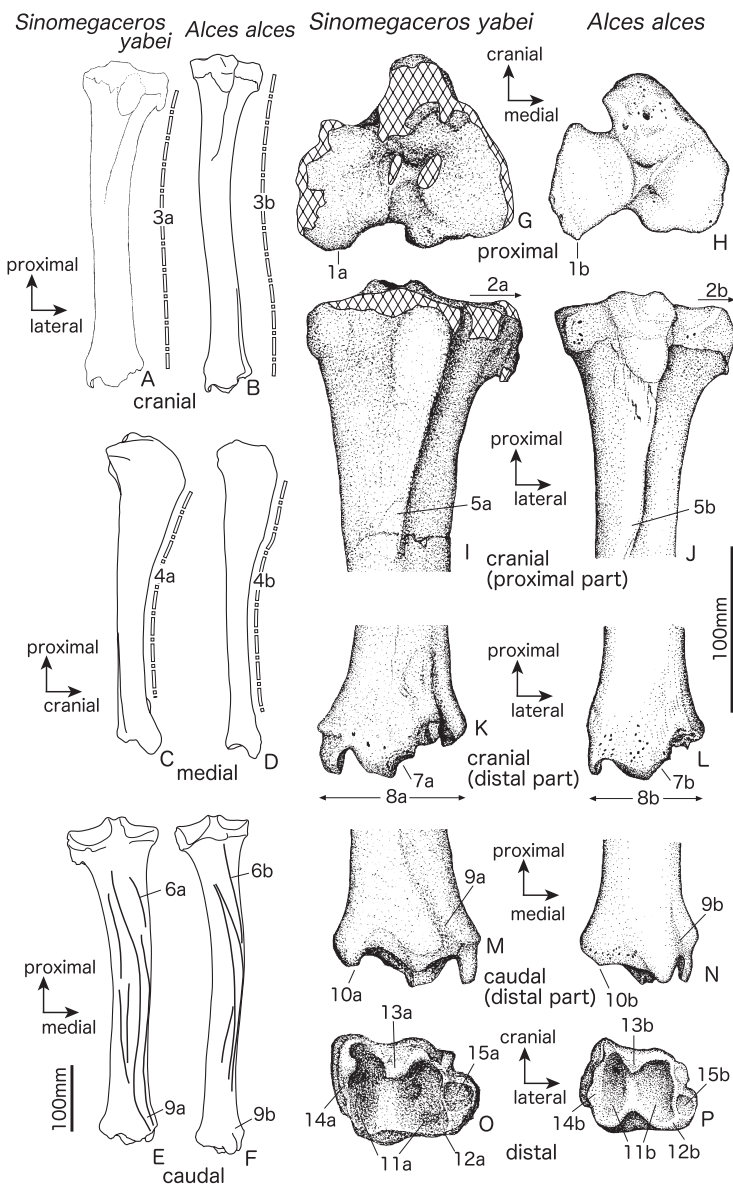 Sinomegaceros
yabei
Alces alces
Sinomegaceros yabei
Alces alces
3a
3b
proximal
lateral
A
B
cranial
cranial
medial
G
H
proximal
1a
1b
2a
2b
proximal
lateral
5a
5b
I
J
cranial
(proximal part)
4a
4b
proximal
cranial
C
D
medial
100mm
proximal
lateral
K
L
cranial
(distal part)
7a
7b
8a
8b
6a
6b
proximal
medial
9a
9b
E
F
caudal
100mm
proximal
medial
9a
9b
M
N
caudal
(distal part)
10a
10b
13a
13b
cranial
lateral
15a
15b
14a
14b
O
P
distal
11a
12a
11b
12b